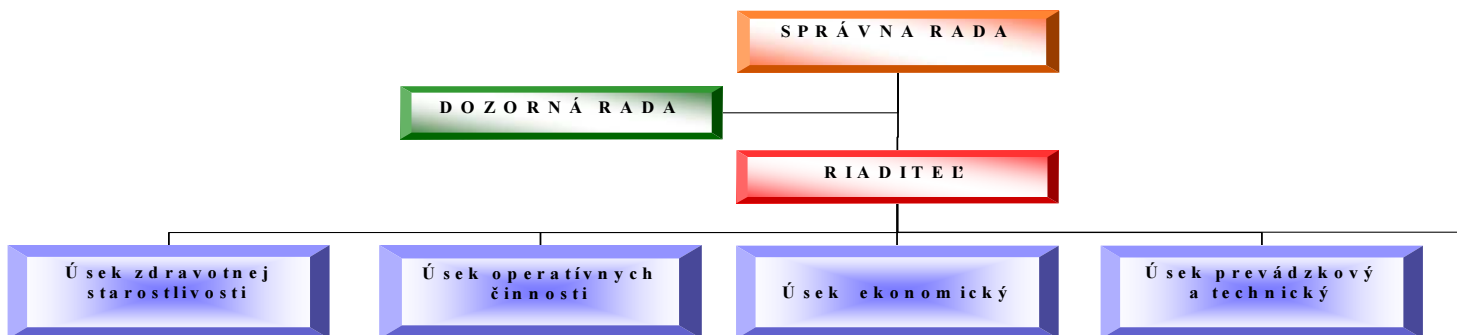 SPRÁVNA RADA
DOZORNÁ RADA
RIADITEĽ
Úsek zdravotnej
starostlivosti
Úsek operatívnych
činnosti
Úsek ekonomický
Úsek prevádzkový
a technický